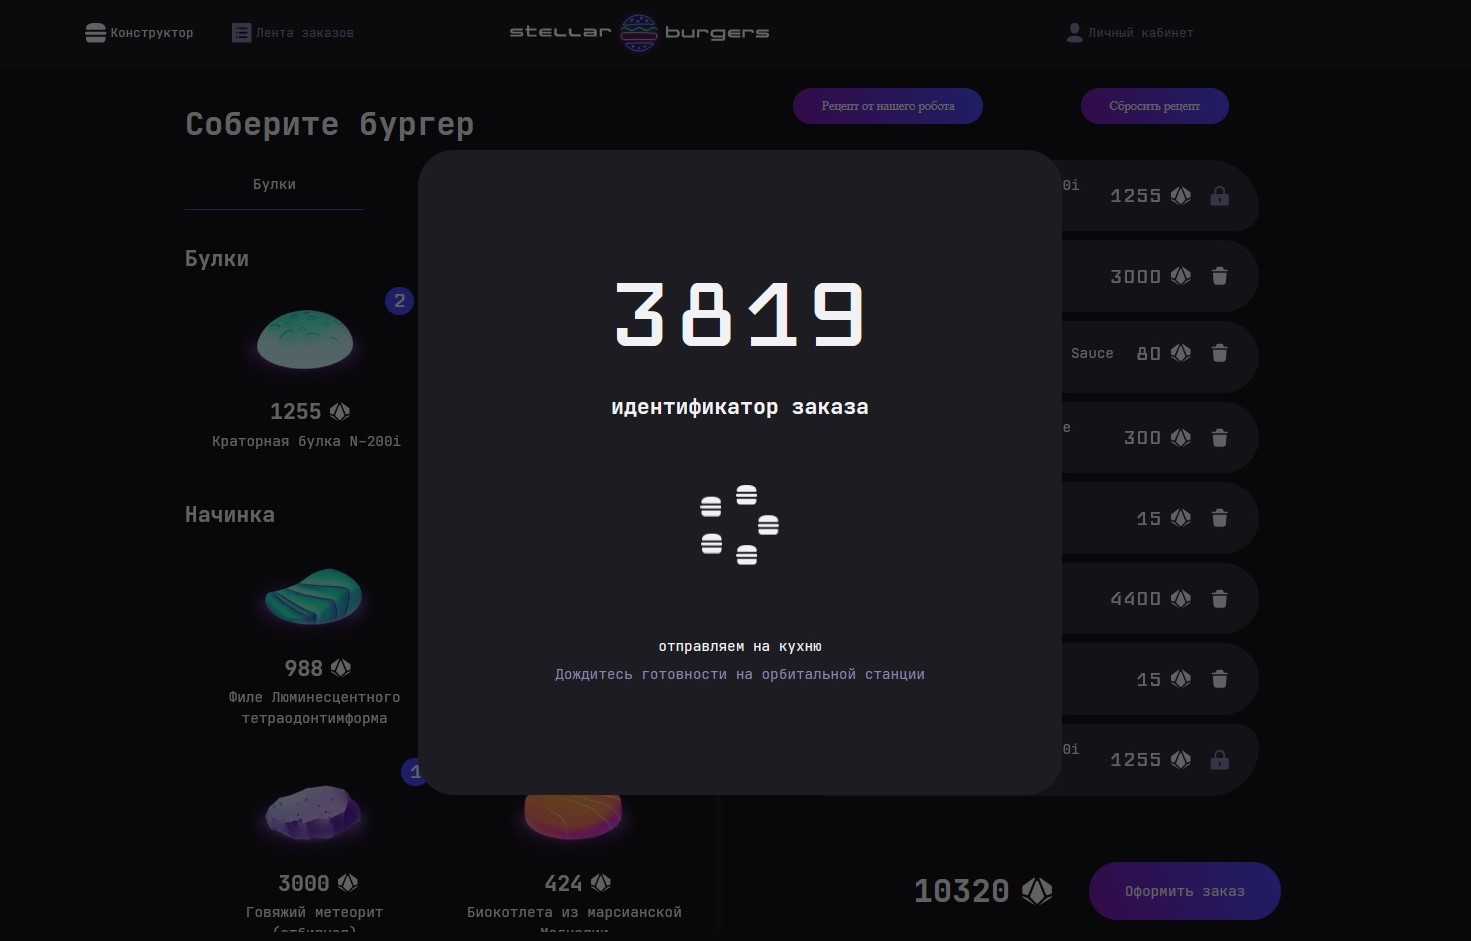 Конструктор
Лента заказов
stellar burgers
Личный кабинет
Соберите бургер
Рецепт от нашего робота
Сбросить рецепт
Булки
Булки
2
1255
Краторная булка N-200i
Начинка
988
Филе Люминесцентного
тетраодонтимформа
1
3000
Говяжий метеорит
(отбивная)
424
Биокотлета из марсианской
Магнолии
3819
идентификатор заказа
отправляем на кухню
Дождитесь готовности на орбитальной станции
0i
1255
3000
Sauce 80
е
300
15
4400
15
0i
1255
10320
Оформить заказ